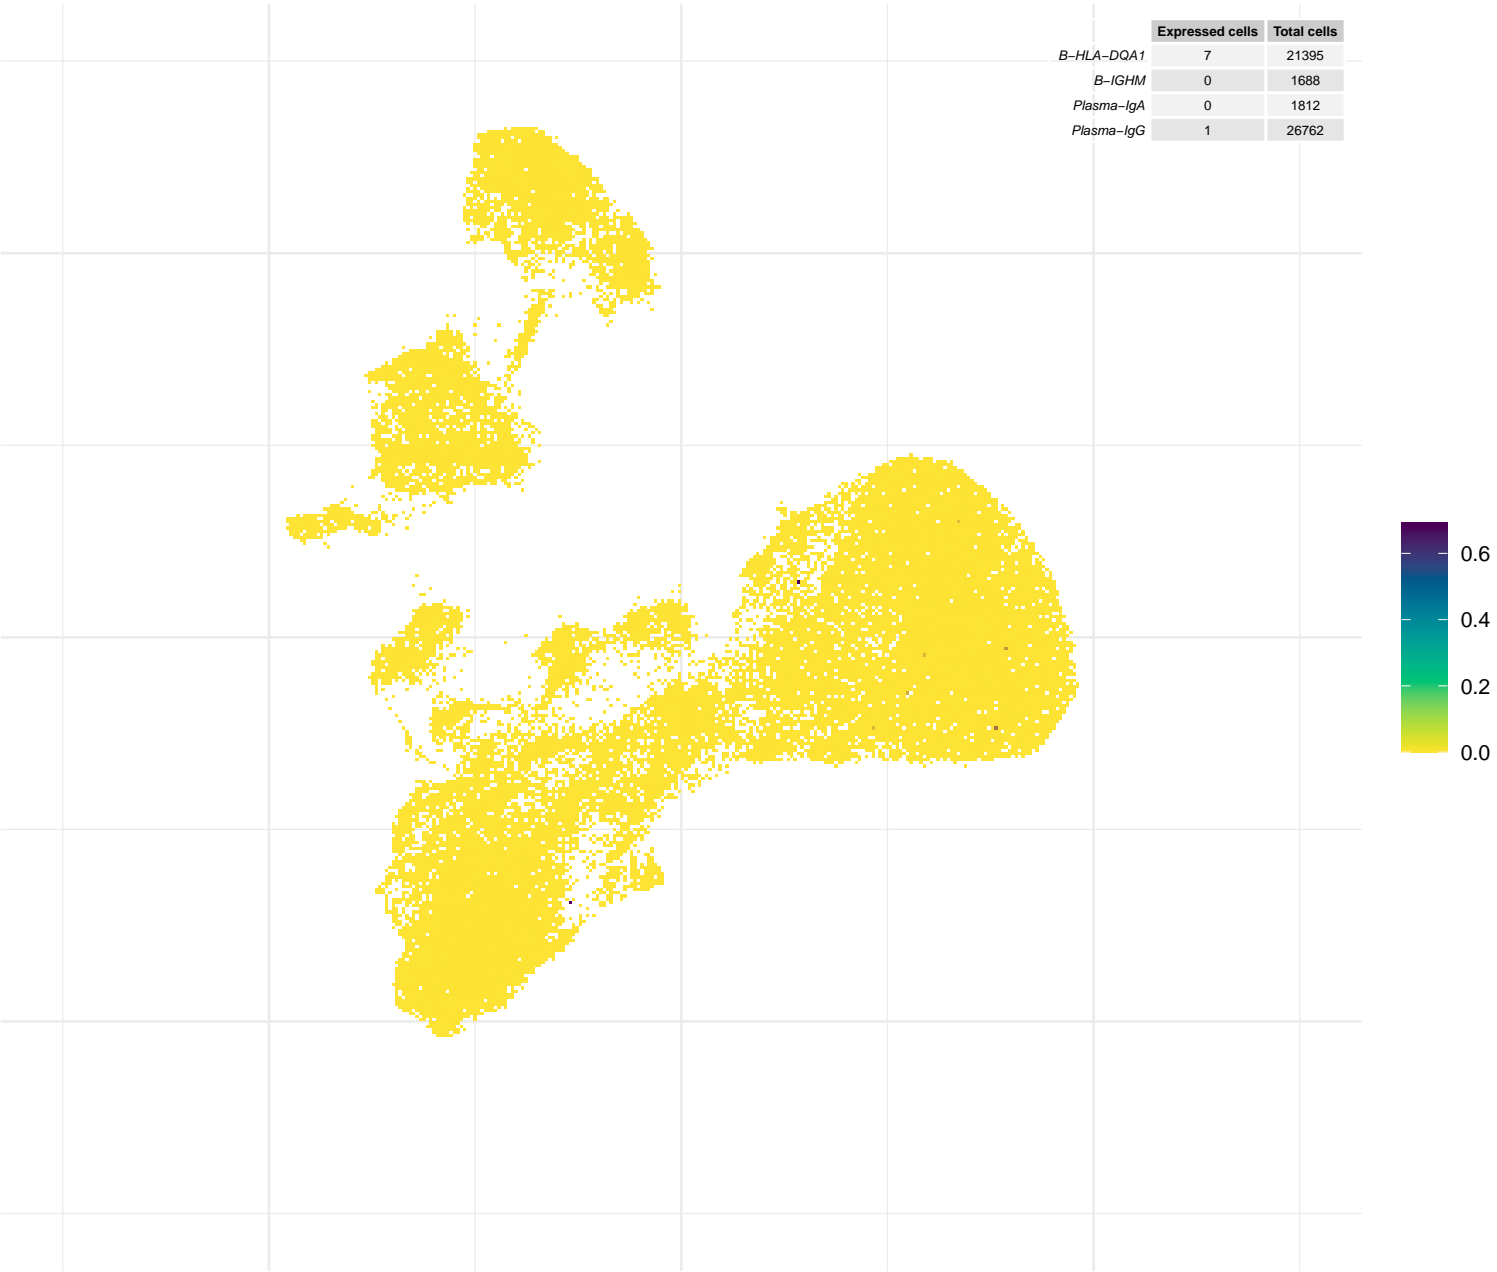 Expressed cells Total cells
B−HLA−DQA1 7 21395
B−IGHM 0 1688
Plasma−IgA 0 1812
Plasma−IgG 1 26762
0.6
0.4
0.2
0.0